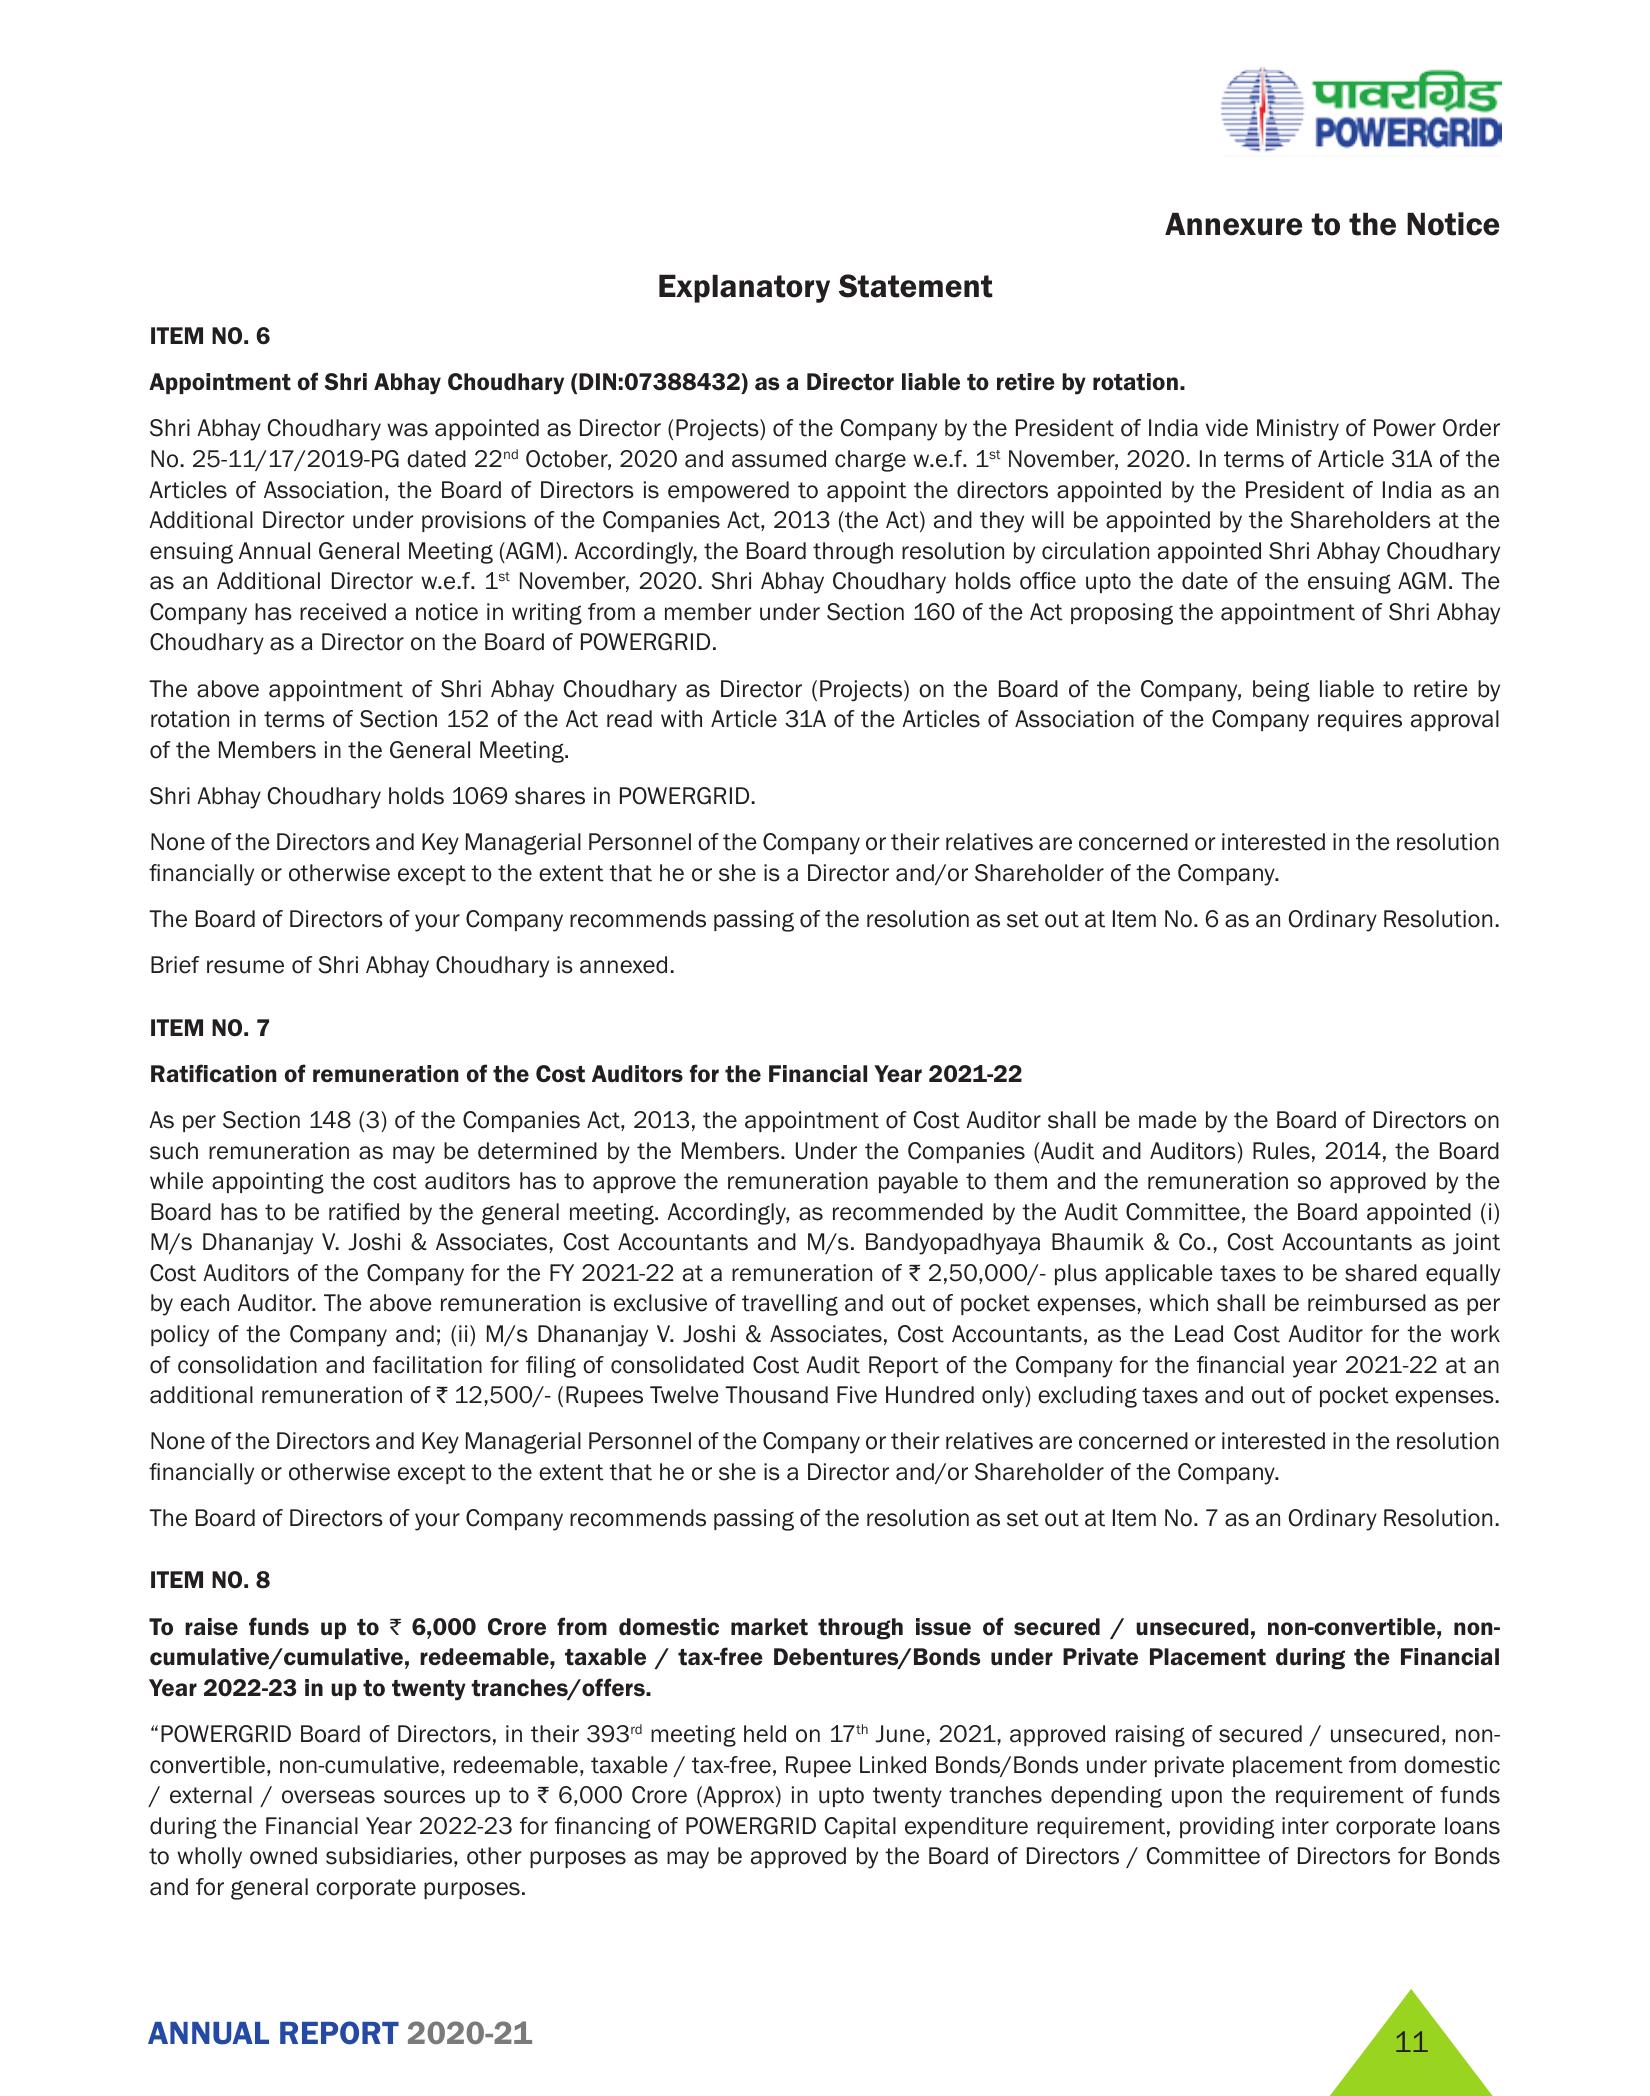 पावरग्रिड
POWERGRID
Annexure to the Notice
Explanatory Statement
ITEM NO. 6
Appointment of Shri Abhay Choudhary (DIN:07388432) as a Director liable to retire by rotation.
Shri Abhay Choudhary was appointed as Director (Projects) of the Company by the President of India vide Ministry of Power Order
No. 25-11/17/2019-PG dated 22nd October, 2020 and assumed charge w.e.f. 1st November, 2020. In terms of Article 31A of the
Articles of Association, the Board of Directors is empowered to appoint the directors appointed by the President of India as an
Additional Director under provisions of the Companies Act, 2013 (the Act) and they will be appointed by the Shareholders at the
ensuing Annual General Meeting (AGM). Accordingly, the Board through resolution by circulation appointed Shri Abhay Choudhary
as an Additional Director w.e.f. 1st November, 2020. Shri Abhay Choudhary holds office upto the date of the ensuing AGM. The
Company has received a notice in writing from a member under Section 160 of the Act proposing the appointment of Shri Abhay
Choudhary as a Director on the Board of POWERGRID.
The above appointment of Shri Abhay Choudhary as Director (Projects) on the Board of the Company, being liable to retire by
rotation in terms of Section 152 of the Act read with Article 31A of the Articles of Association of the Company requires approval
of the Members in the General Meeting.
Shri Abhay Choudhary holds 1069 shares in POWERGRID.
None of the Directors and Key Managerial Personnel of the Company or their relatives are concerned or interested in the resolution
financially or otherwise except to the extent that he or she is a Director and/or Shareholder of the Company.
The Board of Directors of your Company recommends passing of the resolution as set out at Item No. 6 as an Ordinary Resolution.
Brief resume of Shri Abhay Choudhary is annexed.
ITEM NO. 7
Ratification of remuneration of the Cost Auditors for the Financial Year 2021-22
As per Section 148 (3) of the Companies Act, 2013, the appointment of Cost Auditor shall be made by the Board of Directors on
such remuneration as may be determined by the Members. Under the Companies (Audit and Auditors) Rules, 2014, the Board
while appointing the cost auditors has to approve the remuneration payable to them and the remuneration so approved by the
Board has to be ratified by the general meeting. Accordingly, as recommended by the Audit Committee, the Board appointed (i)
M/s Dhananjay V. Joshi & Associates, Cost Accountants and M/s. Bandyopadhyaya Bhaumik & Co., Cost Accountants as joint
Cost Auditors of the Company for the FY 2021-22 at a remuneration of ₹ 2,50,000/- plus applicable taxes to be shared equally
by each Auditor. The above remuneration is exclusive of travelling and out of pocket expenses, which shall be reimbursed as per
policy of the Company and; (ii) M/s Dhananjay V. Joshi & Associates, Cost Accountants, as the Lead Cost Auditor for the work
of consolidation and facilitation for filing of consolidated Cost Audit Report of the Company for the financial year 2021-22 at an
additional remuneration of ₹ 12,500/- (Rupees Twelve Thousand Five Hundred only) excluding taxes and out of pocket expenses.
None of the Directors and Key Managerial Personnel of the Company or their relatives are concerned or interested in the resolution
financially or otherwise except to the extent that he or she is a Director and/or Shareholder of the Company.
The Board of Directors of your Company recommends passing of the resolution as set out at Item No. 7 as an Ordinary Resolution.
ITEM NO. 8
To raise funds up to ₹ 6,000 Crore from domestic market through issue of secured / unsecured, non-convertible, non-
cumulative/cumulative, redeemable, taxable / tax-free Debentures/Bonds under Private Placement during the Financial
Year 2022-23 in up to twenty tranches/offers.
“POWERGRID Board of Directors, in their 393rd meeting held on 17th June, 2021, approved raising of secured / unsecured, non-
convertible, non-cumulative, redeemable, taxable / tax-free, Rupee Linked Bonds/Bonds under private placement from domestic
/ external / overseas sources up to ₹ 6,000 Crore (Approx) in upto twenty tranches depending upon the requirement of funds
during the Financial Year 2022-23 for financing of POWERGRID Capital expenditure requirement, providing inter corporate loans
to wholly owned subsidiaries, other purposes as may be approved by the Board of Directors / Committee of Directors for Bonds
and for general corporate purposes.
ANNUAL REPORT 2020-21
11